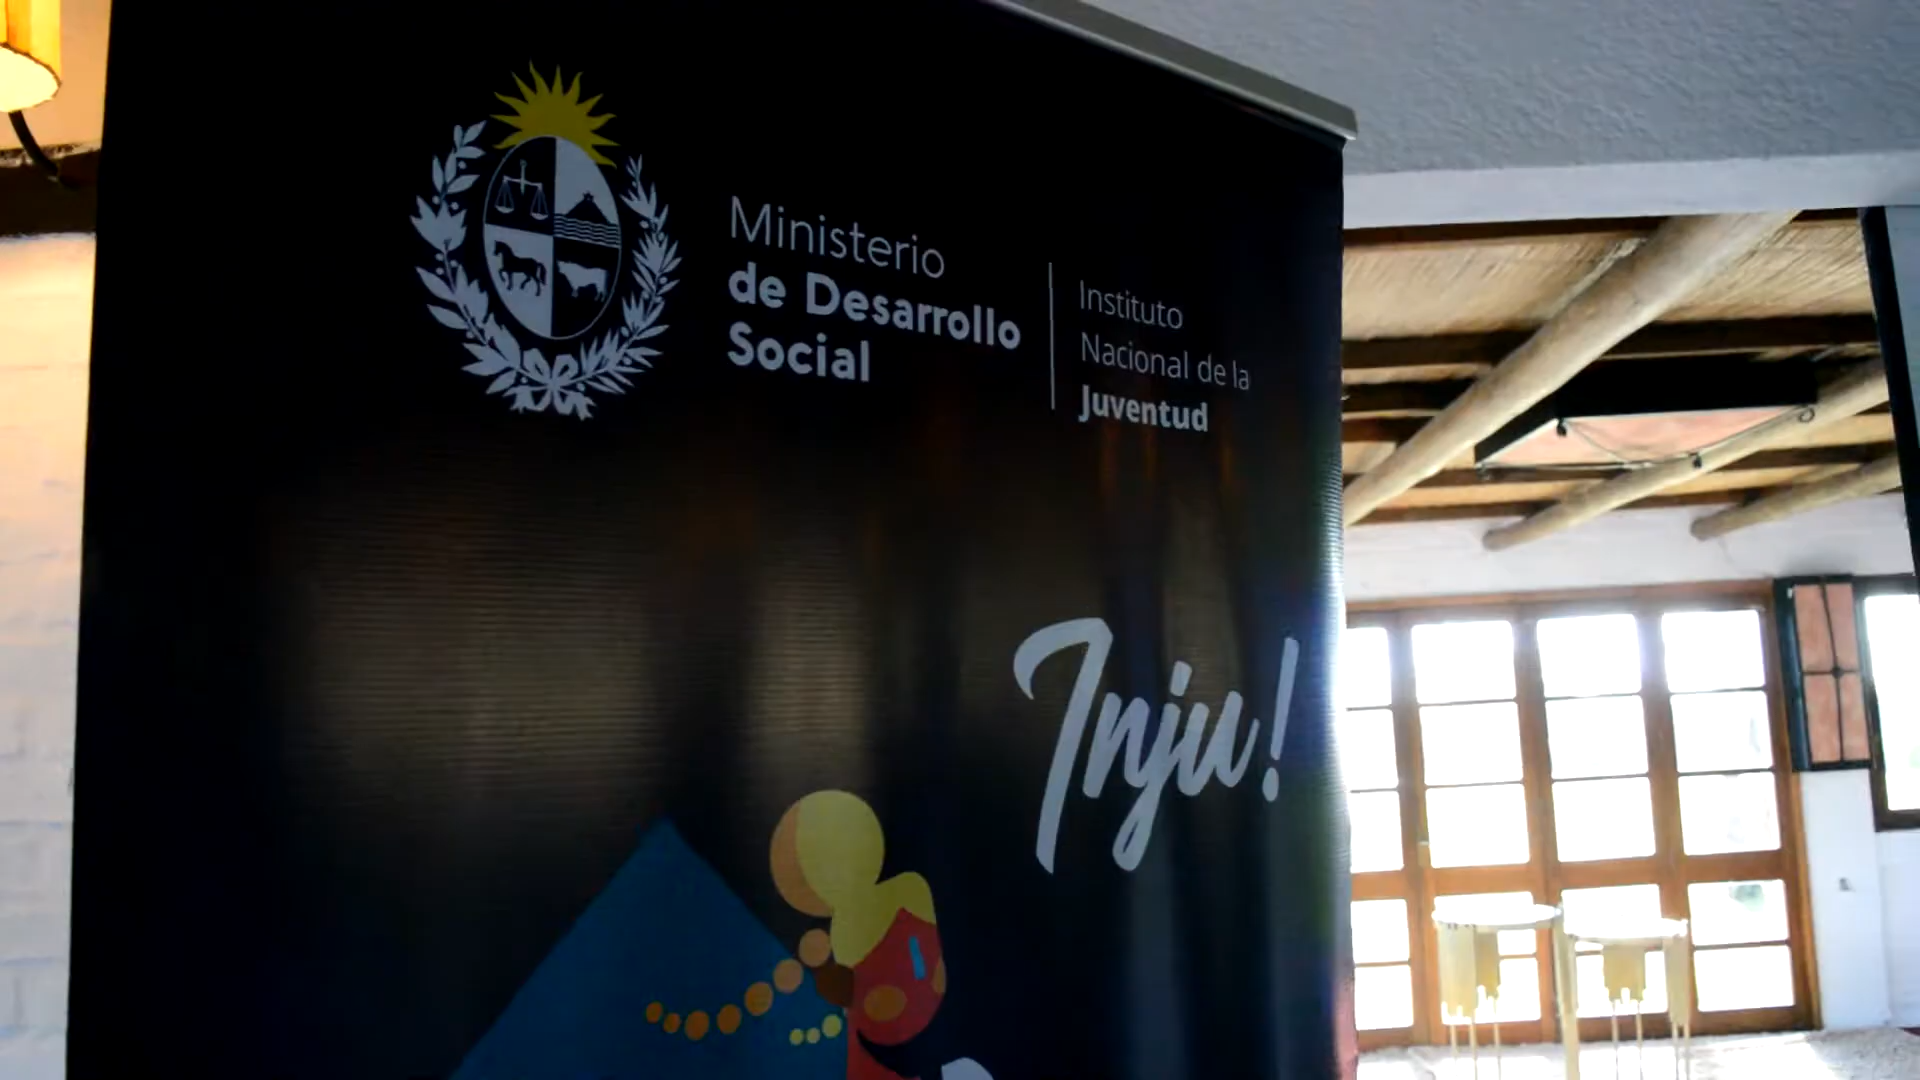 Ministerio
de Desarrollo
Social
Instituto
Nacional de la
Juventud
Inju!